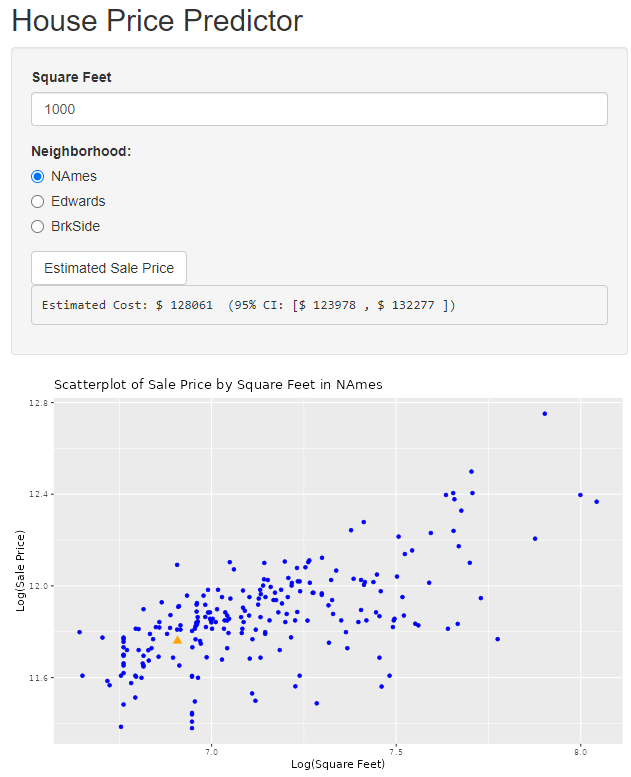 House Price Predictor
Square Feet
1000
Neighborhood:
NAmes
Edwards
BrkSide
Estimated Sale Price
Estimated Cost: $ 128061 (95% CI: [$ 123978 , $ 132277 ])
Scatterplot of Sale Price by Square Feet in NAmes
12.8
12.4
12.0
11.6
Log(Sale Price)
7.0 7.5 8.0
Log(Square Feet)